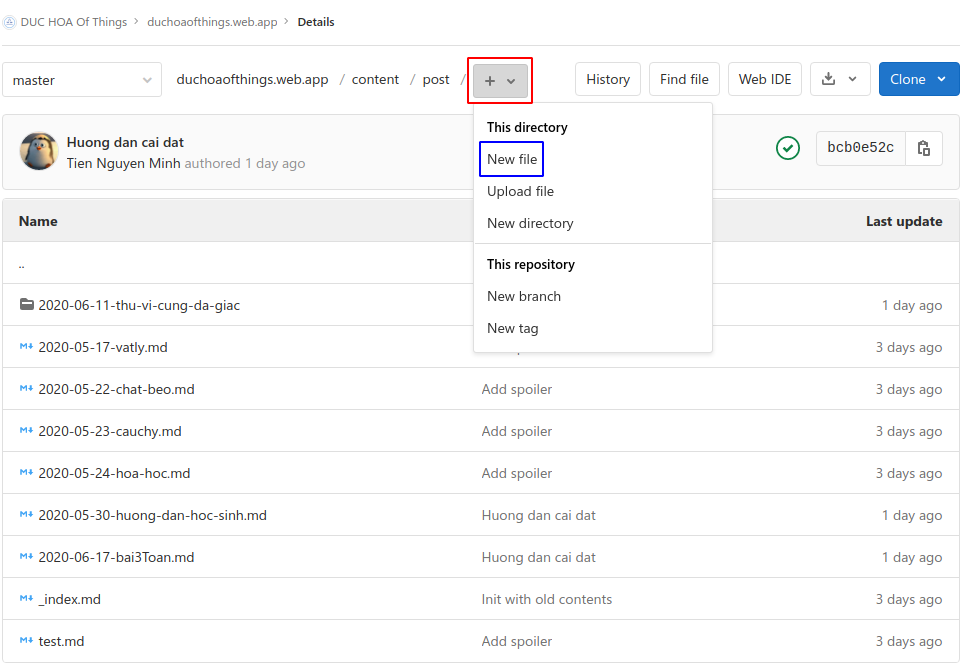 DUC HOA Of Things › duchoaofthings.web.app › Details
master duchoaofthings.web.app / content / post / + History Find file Web IDE Clone
This directory
Huong dan cai dat
Tien Nguyen Minh authored 1 day ago
bcb0e52c
New file
Upload file
New directory
This repository
New branch
New tag
Name Last update
..
2020-06-11-thu-vi-cung-da-giac 1 day ago
2020-05-17-vatly.md 3 days ago
2020-05-22-chat-beo.md Add spoiler 3 days ago
2020-05-23-cauchy.md Add spoiler 3 days ago
2020-05-24-hoa-hoc.md Add spoiler 3 days ago
2020-05-30-huong-dan-hoc-sinh.md Huong dan cai dat 1 day ago
2020-06-17-bai3Toan.md Huong dan cai dat 1 day ago
_index.md Init with old contents 3 days ago
test.md Add spoiler 3 days ago